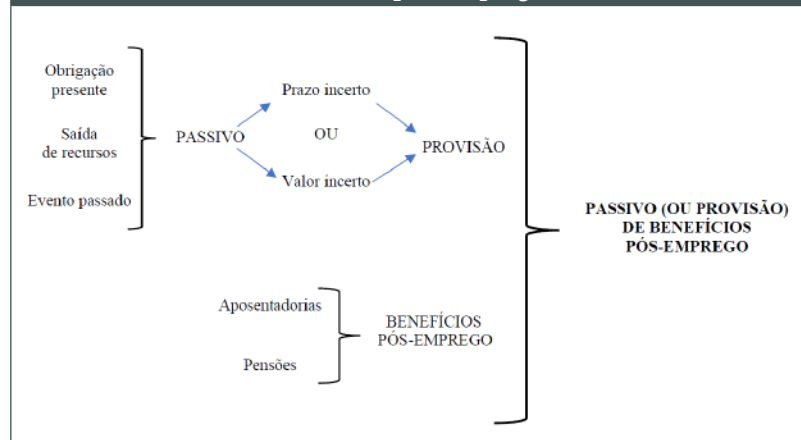 Obrigação
presente
Saída
de recursos
Evento passado
PASSIVO
Prazo incerto
OU
Valor incerto
PROVISÃO
Aposentadorias
Pensões
BENEFÍCIOS
PÓS-EMPREGO
PASSIVO (OU PROVISÃO)
DE BENEFÍCIOS
PÓS-EMPREGO